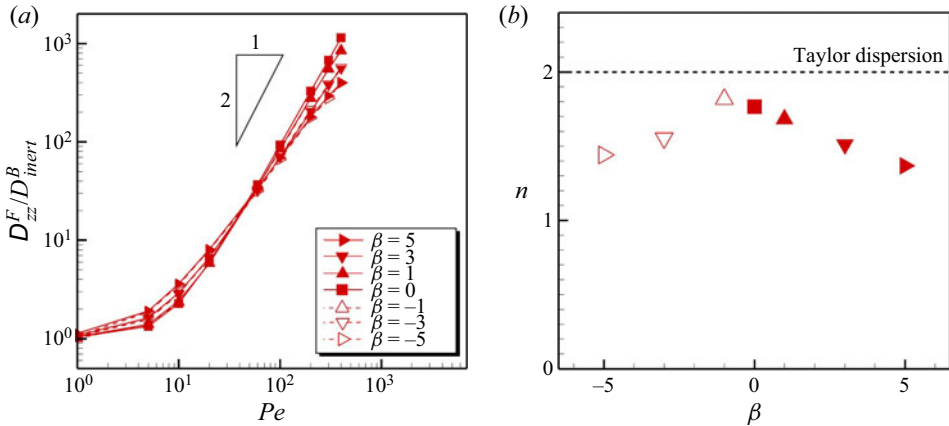 (a)
10³
10²
10¹
10⁰
D^F_zz/D^B_inert
1
2
β = 5
β = 3
β = 1
β = 0
β = –1
β = –3
β = –5
10⁰ 10¹ 10² 10³
Pe
(b)
Taylor dispersion
3
2
1
0
n
–5 0 5
β